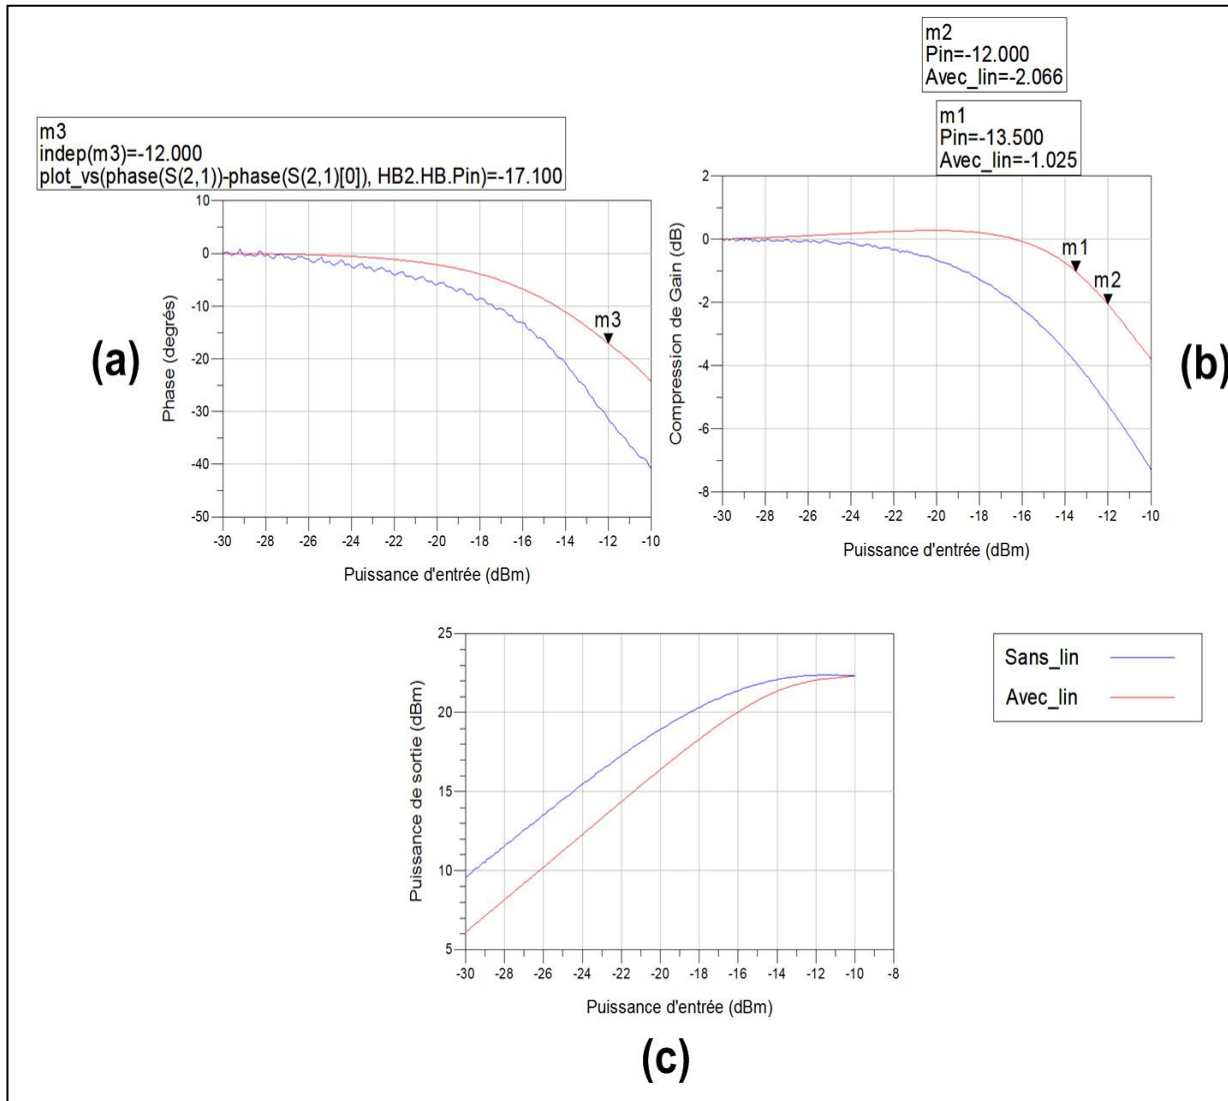 m2
Pin=-12.000
Avec_lin=-2.066
m1
Pin=-13.500
Avec_lin=-1.025
m3
indep(m3)=-12.000
plot_vs(phase(S(2,1))-phase(S(2,1)[0]), HB2.HB.Pin)=-17.100
(a)
Phase (degrés)
10
0
-10
-20
-30
-40
-50
m3
-30 -28 -26 -24 -22 -20 -18 -16 -14 -12 -10
Puissance d'entrée (dBm)
(b)
Compression de Gain (dB)
2
0
-2
-4
-6
-8
m1
m2
-30 -28 -26 -24 -22 -20 -18 -16 -14 -12 -10
Puissance d'entrée (dBm)
Puissance de sortie (dBm)
25
20
15
10
5
-30 -28 -26 -24 -22 -20 -18 -16 -14 -12 -10 -8
Puissance d'entrée (dBm)
(c)
Sans_lin
Avec_lin